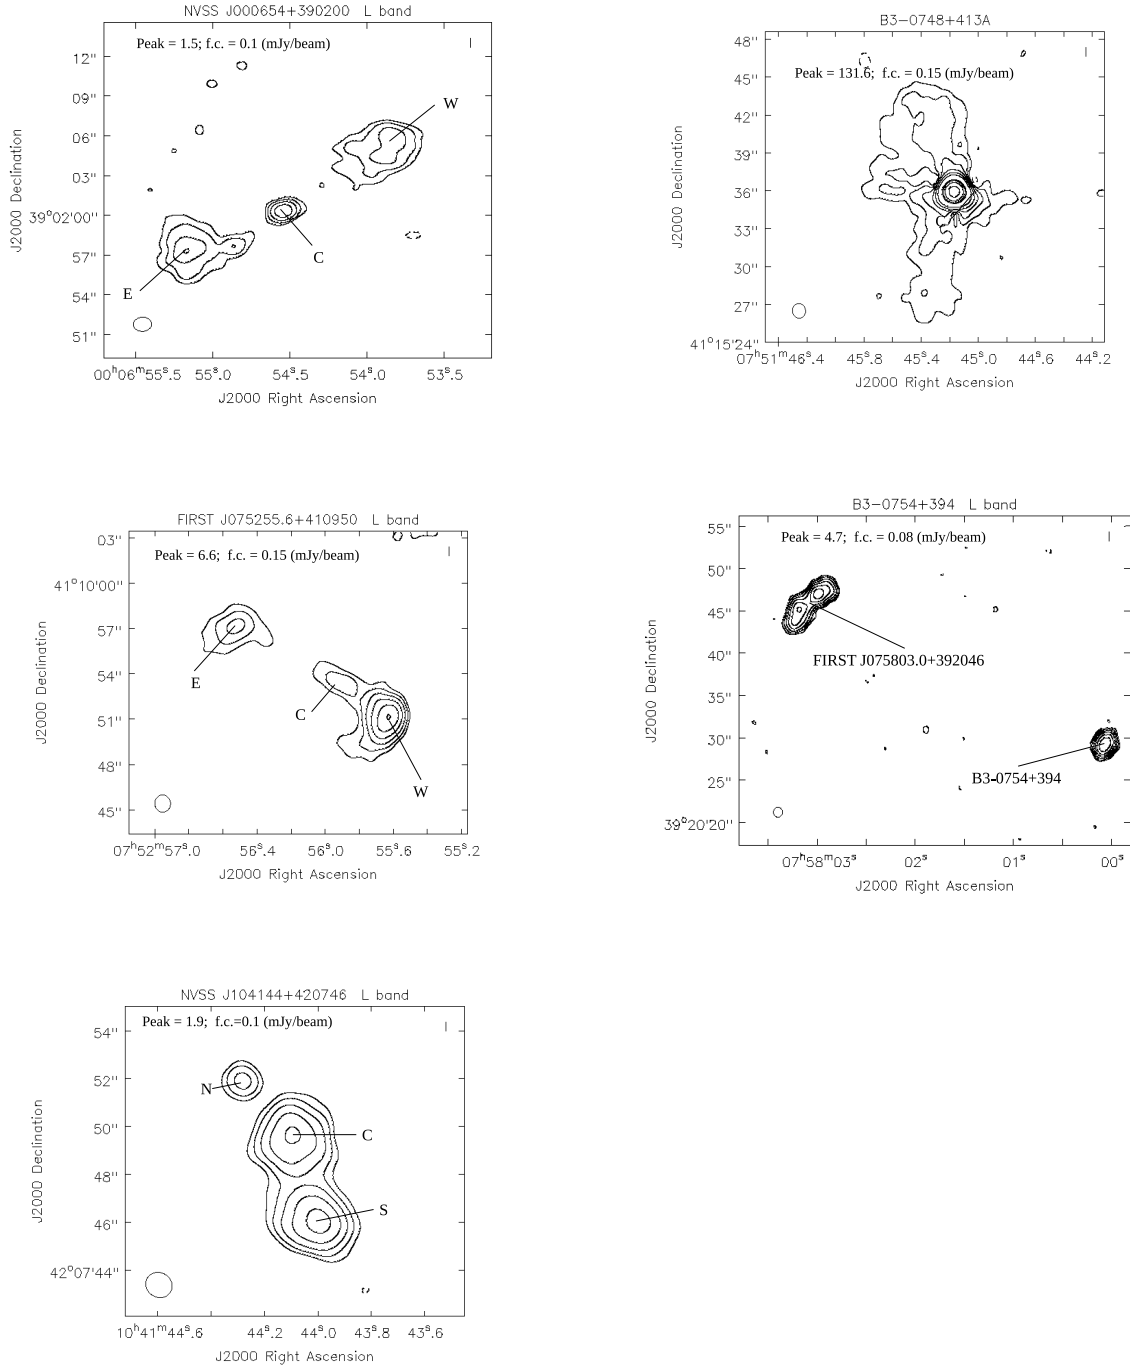 NVSS J000654+390200 L band
Peak = 1.5; f.c. = 0.1 (mJy/beam)
I
12"
09"
06"
03"
39°02'00"
57"
54"
51"
W
C
E
J2000 Declination
00ʰ06ᵐ55ˢ.5 55ˢ.0 54ˢ.5 54ˢ.0 53ˢ.5
J2000 Right Ascension
B3-0748+413A
Peak = 131.6; f.c. = 0.15 (mJy/beam)
I
48"
45"
42"
39"
36"
33"
30"
27"
41°15'24"
J2000 Declination
07ʰ51ᵐ46ˢ.4 45ˢ.8 45ˢ.4 45ˢ.0 44ˢ.6 44ˢ.2
J2000 Right Ascension
FIRST J075255.6+410950 L band
Peak = 6.6; f.c. = 0.15 (mJy/beam)
I
03"
41°10'00"
57"
54"
51"
48"
45"
E
C
W
J2000 Declination
07ʰ52ᵐ57ˢ.0 56ˢ.4 56ˢ.0 55ˢ.6 55ˢ.2
J2000 Right Ascension
B3-0754+394 L band
Peak = 4.7; f.c. = 0.08 (mJy/beam)
I
55"
50"
45"
40"
35"
30"
25"
39°20'20"
FIRST J075803.0+392046
B3-0754+394
J2000 Declination
07ʰ58ᵐ03ˢ 02ˢ 01ˢ 00ˢ
J2000 Right Ascension
NVSS J104144+420746 L band
Peak = 1.9; f.c.=0.1 (mJy/beam)
I
54"
52"
50"
48"
46"
42°07'44"
N
C
S
J2000 Declination
10ʰ41ᵐ44ˢ.6 44ˢ.2 44ˢ.0 43ˢ.8 43ˢ.6
J2000 Right Ascension